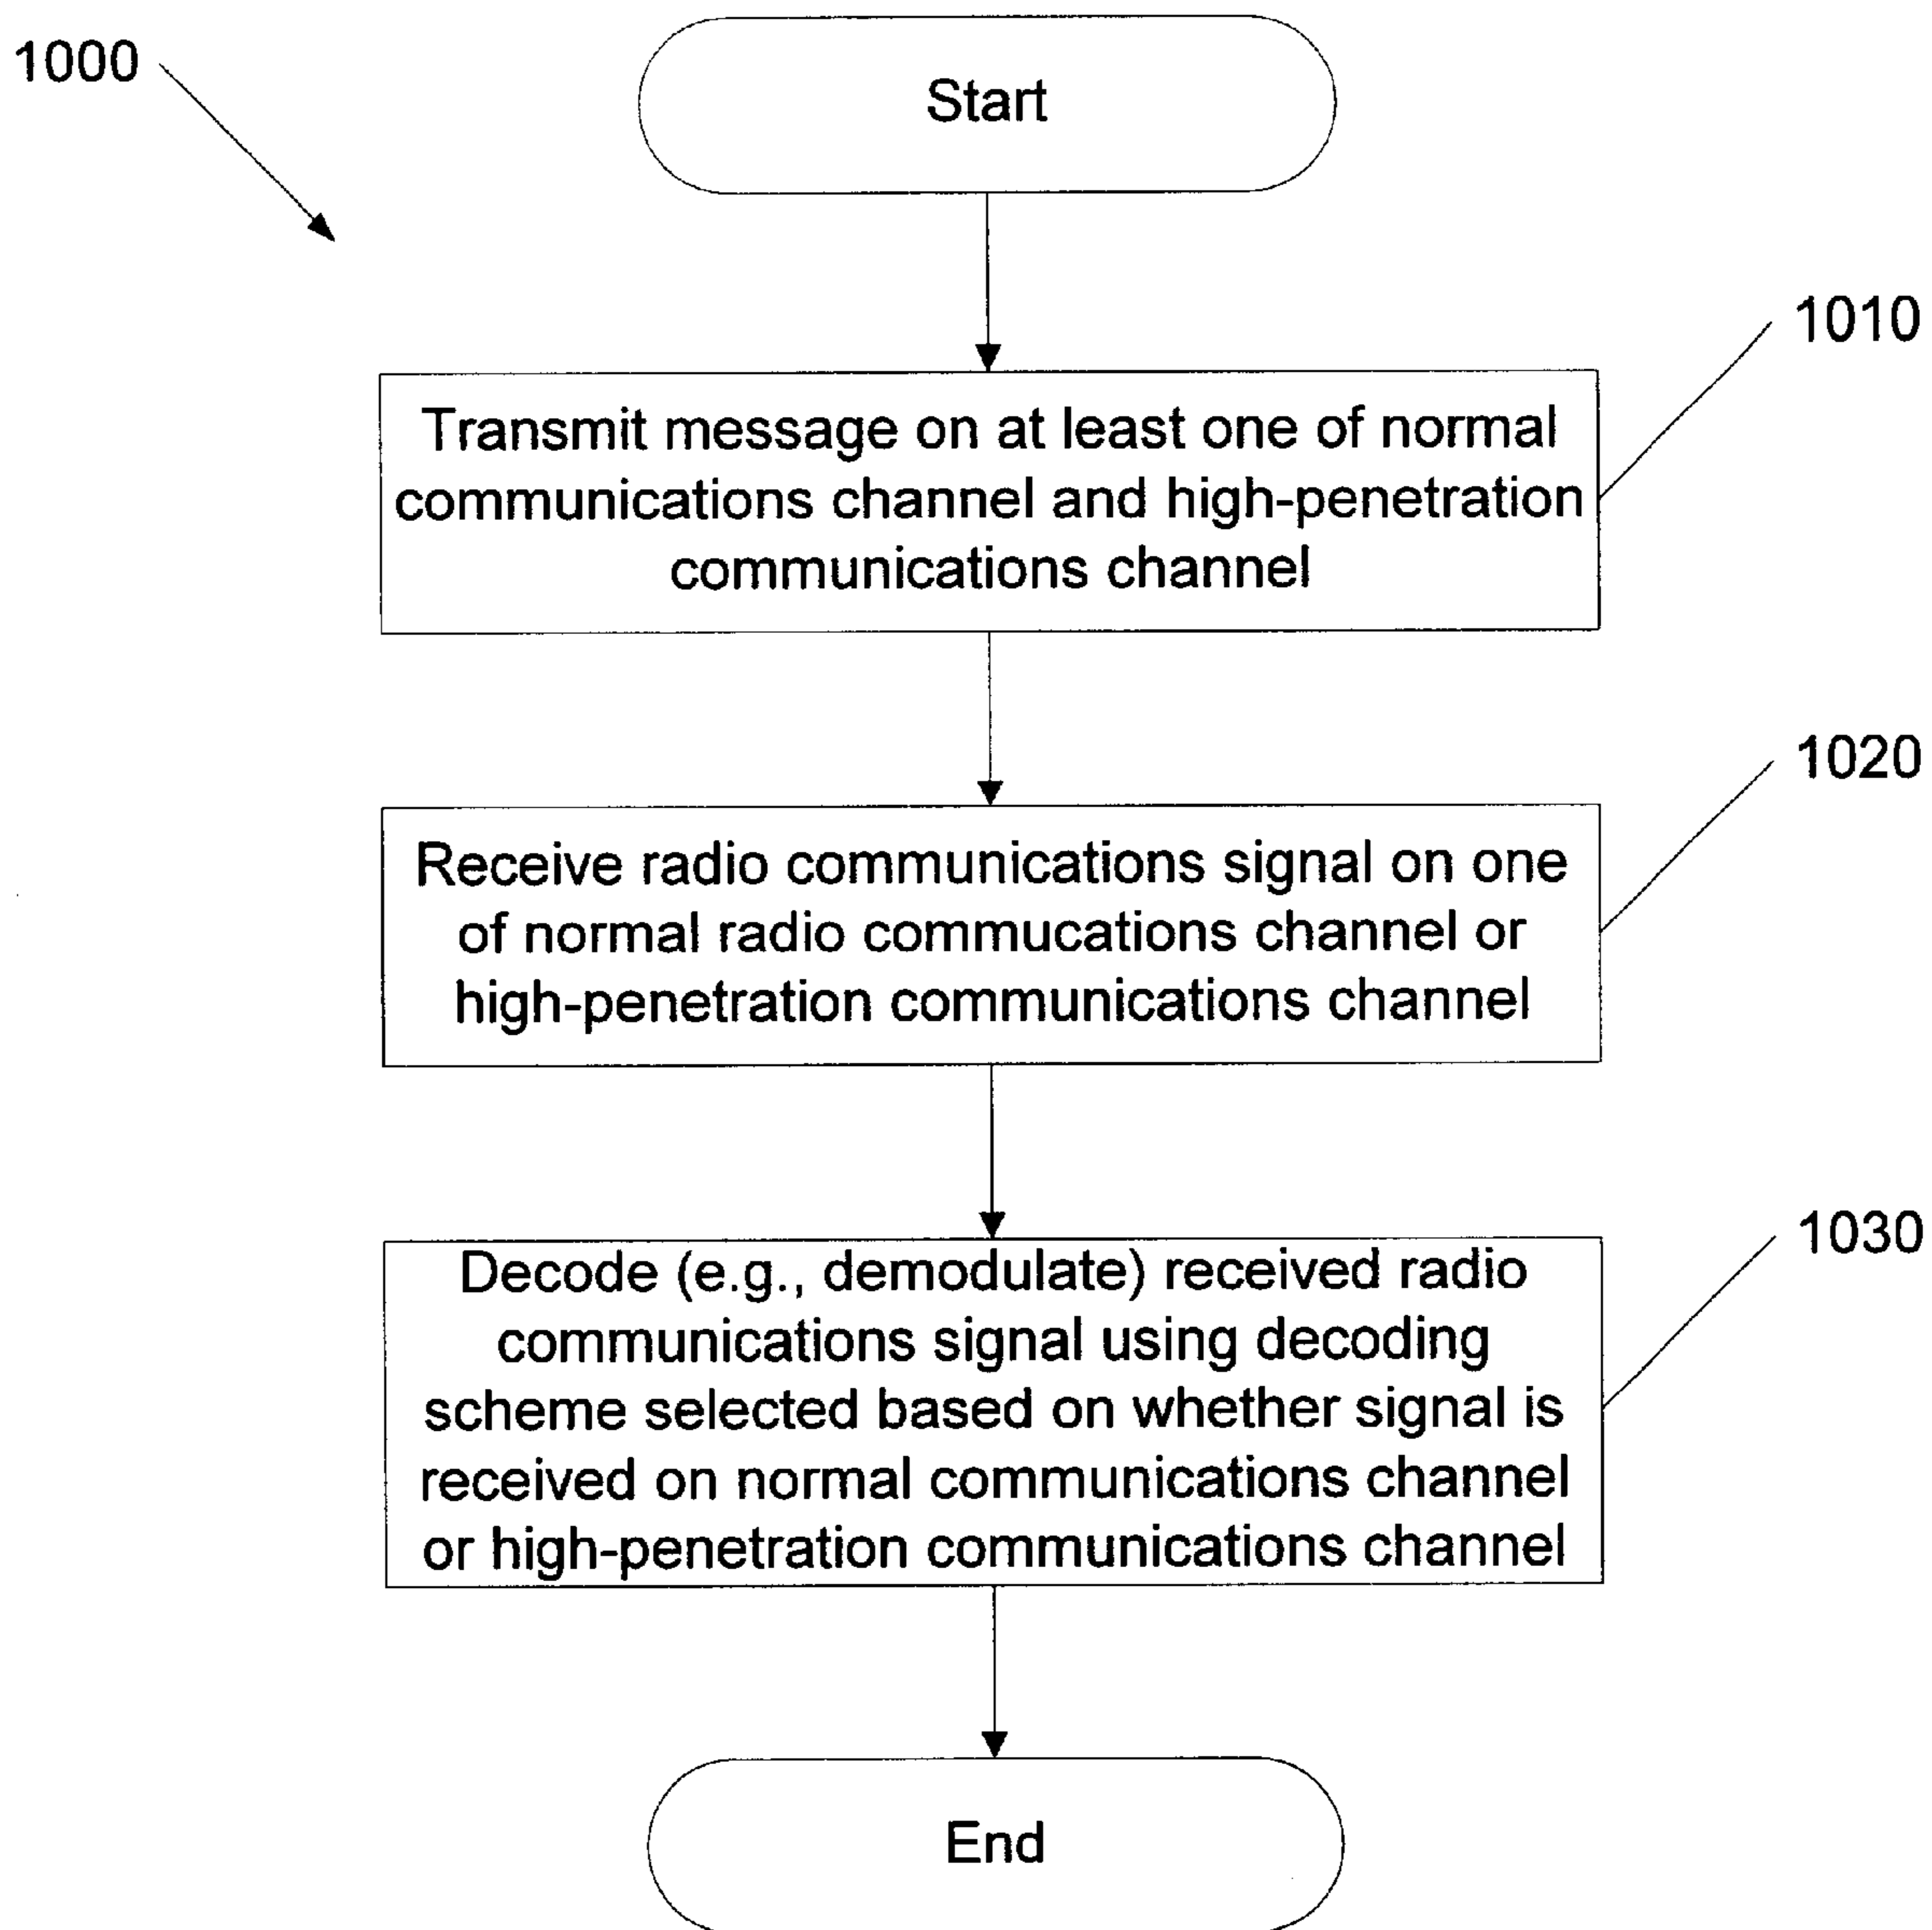 1000
Start
1010
Transmit message on at least one of normal
communications channel and high-penetration
communications channel
1020
Receive radio communications signal on one
of normal radio commucations channel or
high-penetration communications channel
1030
Decode (e.g., demodulate) received radio
communications signal using decoding
scheme selected based on whether signal is
received on normal communications channel
or high-penetration communications channel
End